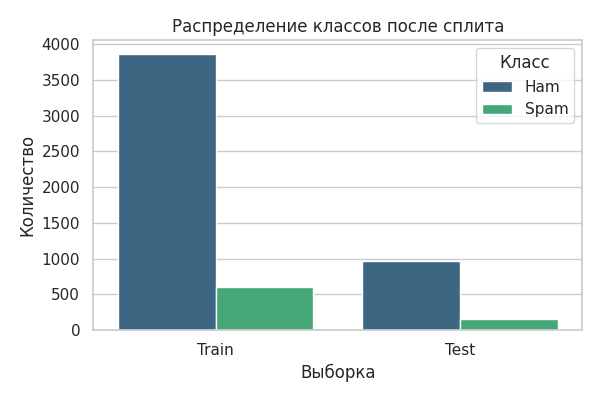 Распределение классов после сплита
Количество
4000
3500
3000
2500
2000
1500
1000
500
0
Класс
Ham
Spam
Train
Test
Выборка